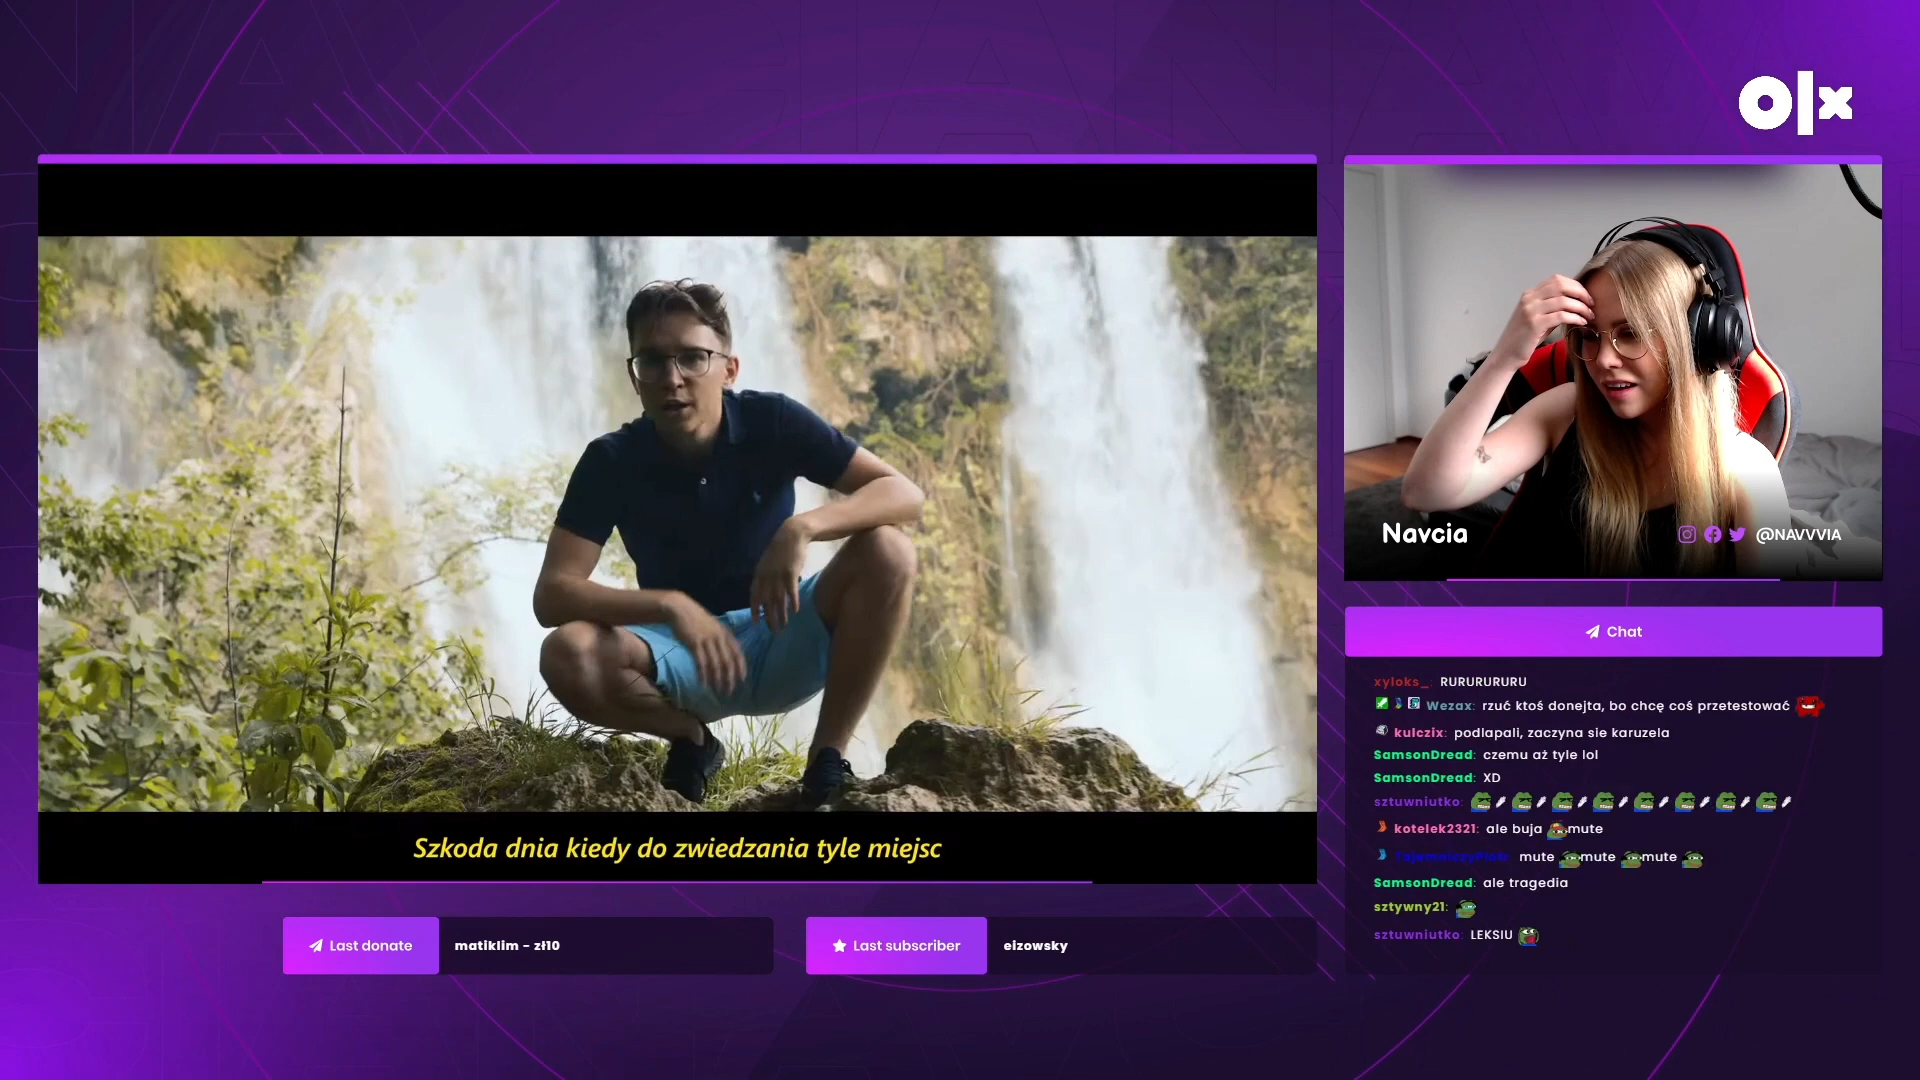 olx
Szkoda dnia kiedy do zwiedzania tyle miejsc
Navcia
@NAVVVIA
Chat
xyloks_: RURURURURU
Wezax: rzuć ktoś donejta, bo chcę coś przetestować
kulczix: podlapali, zaczyna sie karuzela
SamsonDread: czemu aż tyle lol
SamsonDread: XD
sztuwniutko:
kotelek2321: ale buja mute
mute mute mute
SamsonDread: ale tragedia
sztywny21:
sztuwniutko: LEKSIU
Last donate
matiklim - zł10
Last subscriber
eizowsky